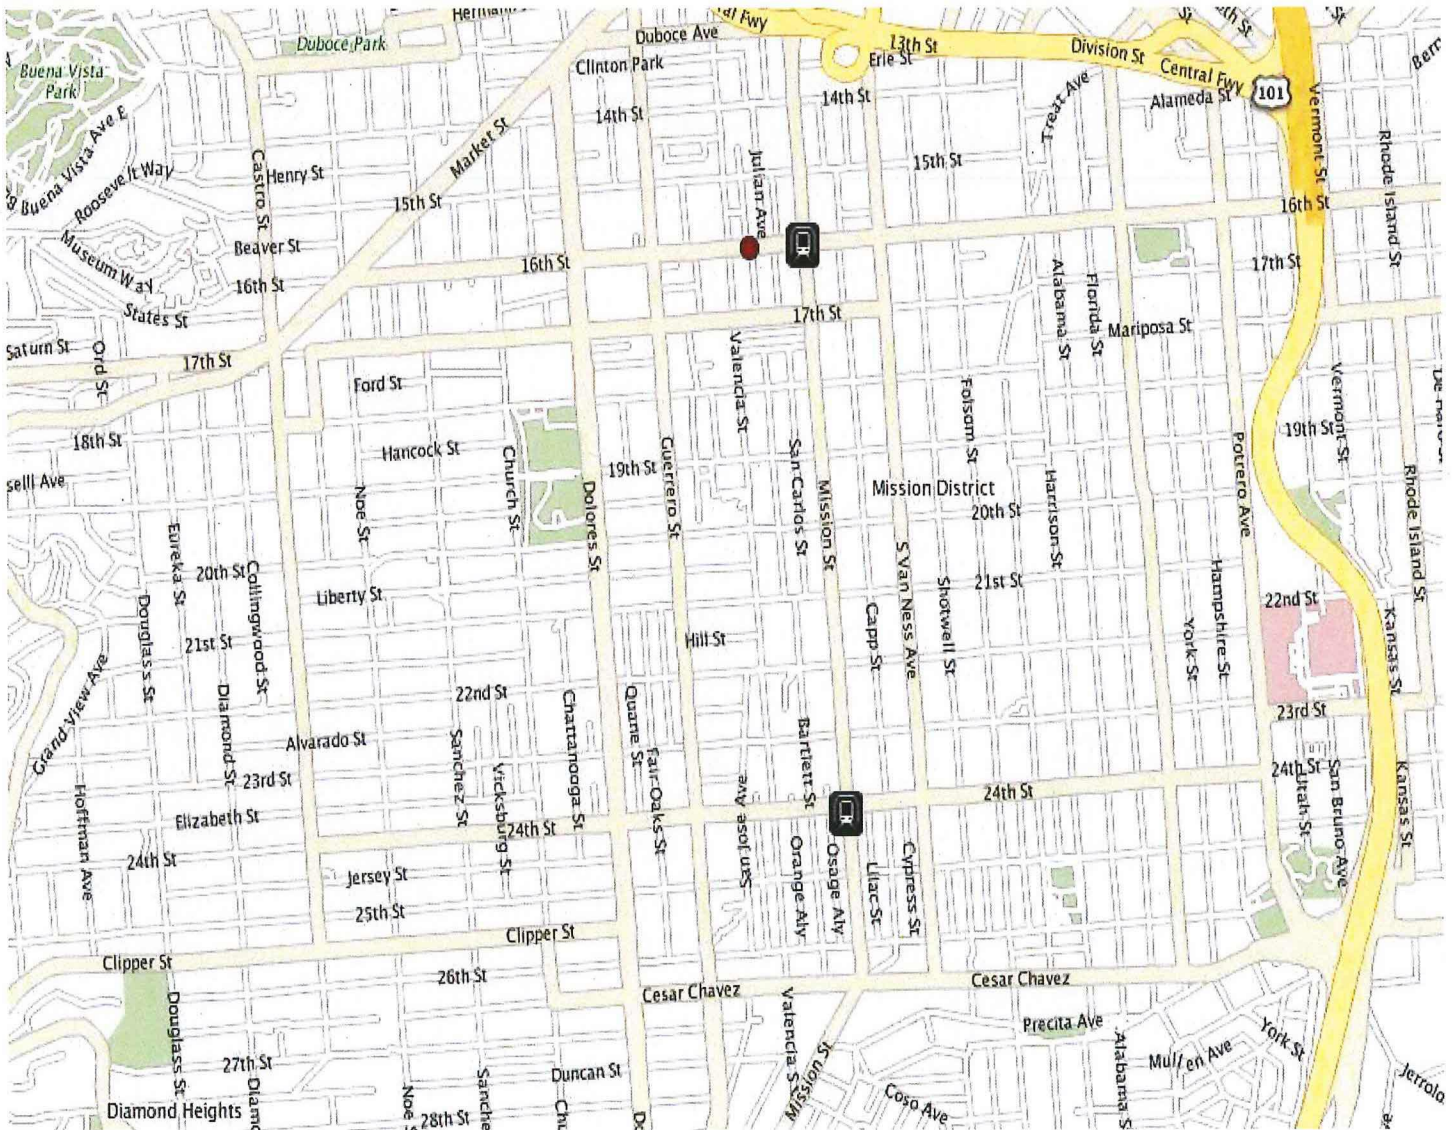 Duboce Park
Duboce Ave
13th St
Division St
Central Fwy
101
Buena Vista
Park
Clinton Park
Erie St
14th St
14th St
Alameda St
Treat Ave
Vermont St
Rhode Island St
Buena Vista Ave E
Roosevelt Way
Castro St
Henry St
Market St
15th St
Julian Ave
15th St
16th St
Museum Way
Beaver St
16th St
16th St
17th St
States St
17th St
Alabama St
Florida St
Mariposa St
Saturn St
Ord St
17th St
Ford St
Valencia St
Folsom St
Vermont St
18th St
Hancock St
Church St
19th St
Guerrero St
San Carlos St
Mission St
Mission District
20th St
Harrison St
Potrero Ave
19th St
Rhode Island St
selll Ave
Noe St
Dolores St
Eureka St
20th St
Collingwood St
Liberty St
21st St
S Van Ness Ave
Shotwell St
Capp St
Hampshire St
York St
22nd St
Kansas St
Douglass St
21st St
Hill St
Grand View Ave
Diamond St
22nd St
Chattanooga St
Quane St
Fair Oaks St
Bartlett St
23rd St
Alvarado St
Sanchez St
Vicksburg St
23rd St
San Jose Ave
24th St
24th St
Utah St
San Bruno Ave
Kansas St
Hoffman Ave
Elizabeth St
24th St
24th St
Orange Aly
Osage Aly
Lilac St
Cypress St
Jersey St
25th St
Clipper St
Clipper St
26th St
Cesar Chavez
Cesar Chavez
Douglass St
Valencia S
Mission St
Precita Ave
Alabama S
Mullen Ave
York St
27th St
Duncan St
Coso Ave
Jerrolo
Diamond Heights
Diamo
Noe
28th St
Sanche
Chu
Do